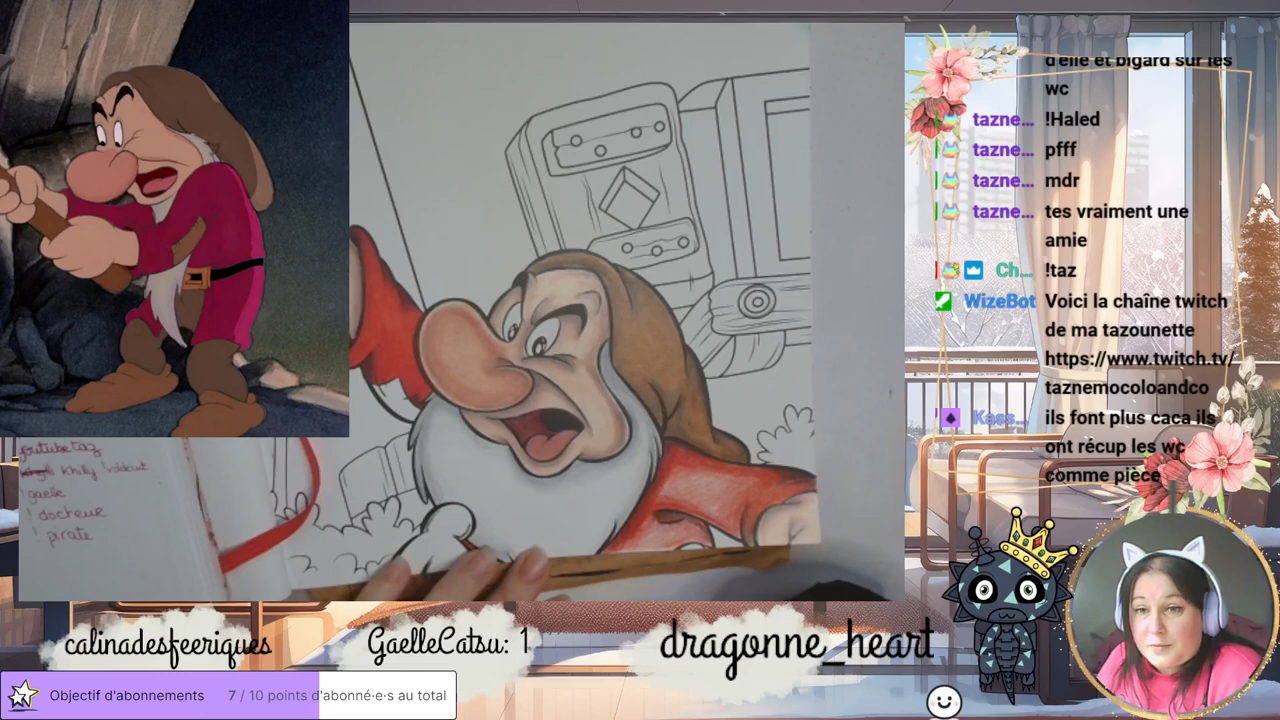 d'elle et bigard sur les
wc
tazne... !Haled
tazne... pfff
tazne... mdr
tazne... tes vraiment une
amie
Ch... !taz
WizeBot Voici la chaîne twitch
de ma tazounette
https://www.twitch.tv/
taznemocoloandco
Kass... ils font plus caca ils
ont récup les wc
comme pièce
! gaelle
! docteur
! pirate
calinadesfeeriques
GaelleCatsu: 1
dragonne_heart
Objectif d'abonnements 7 / 10 points d'abonné·e·s au total